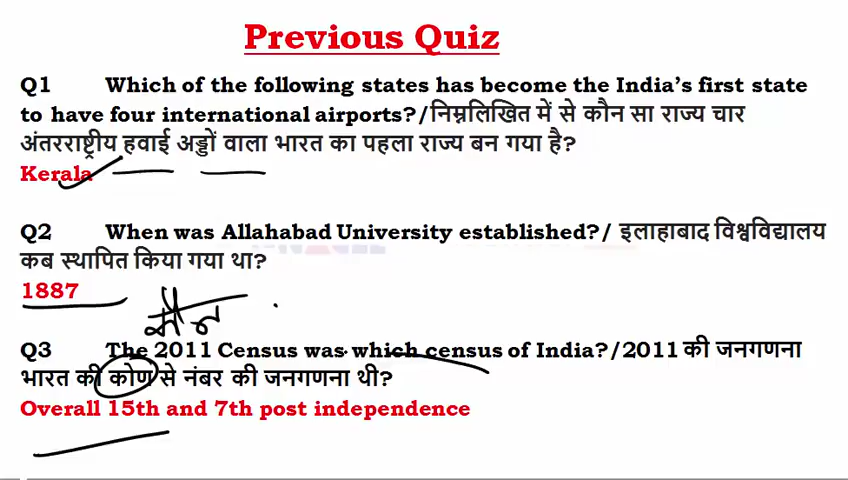 Previous Quiz
Q1 Which of the following states has become the India's first state
to have four international airports?/निम्नलिखित में से कौन सा राज्य चार
अंतरराष्ट्रीय हवाई अड्डों वाला भारत का पहला राज्य बन गया है?
Kerala
Q2 When was Allahabad University established?/ इलाहाबाद विश्वविद्यालय
कब स्थापित किया गया था?
1887
Q3 The 2011 Census was which census of India?/2011 की जनगणना
भारत की कोण से नंबर की जनगणना थी?
Overall 15th and 7th post independence